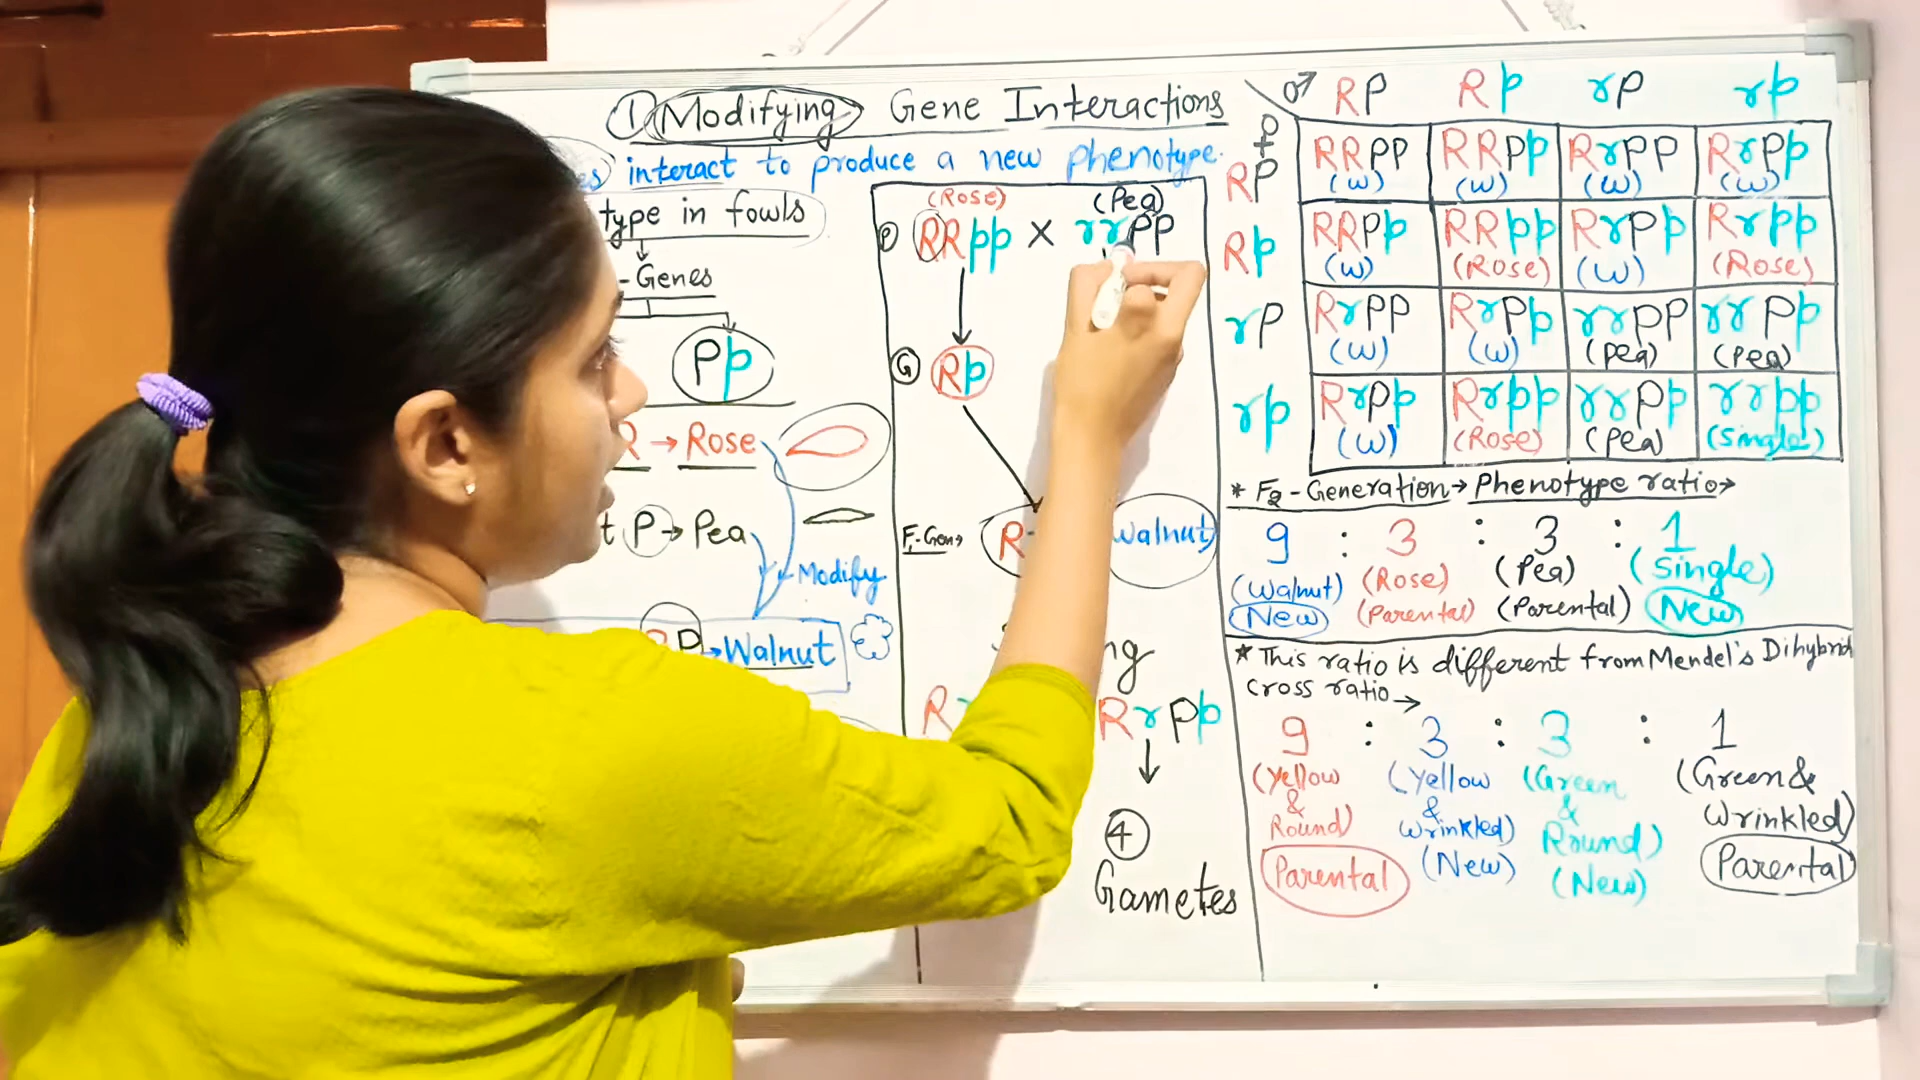 ① Modifying Gene Interactions
es interact to produce a new phenotype.
type in fowls
- Genes
Pp
R → Rose
t P → Pea
Modify
P → Walnut
(Rose) (Pea)
P RRpp × rrPP
G Rp
F1 Gen → R Walnut
ng
R RrPp
④
Gametes
♂ RP Rp rP rp
♀
RP RRPP RRPp RrPP RrPp
(W) (W) (W) (W)
Rp RRPp RRpp RrPp Rrpp
(W) (Rose) (W) (Rose)
rP RrPP RrPp rrPP rrPp
(W) (W) (Pea) (Pea)
rp RrPp Rrpp rrPp rrpp
(W) (Rose) (Pea) (Single)
* F2 - Generation → Phenotype ratio →
9 : 3 : 3 : 1
(Walnut) (Rose) (Pea) (Single)
(New) (Parental) (Parental) (New)
* This ratio is different from Mendel's Dihybrid
cross ratio →
9 : 3 : 3 : 1
(Yellow & Round) (Yellow & Wrinkled) (Green & Round) (Green & Wrinkled)
(Parental) (New) (New) (Parental)